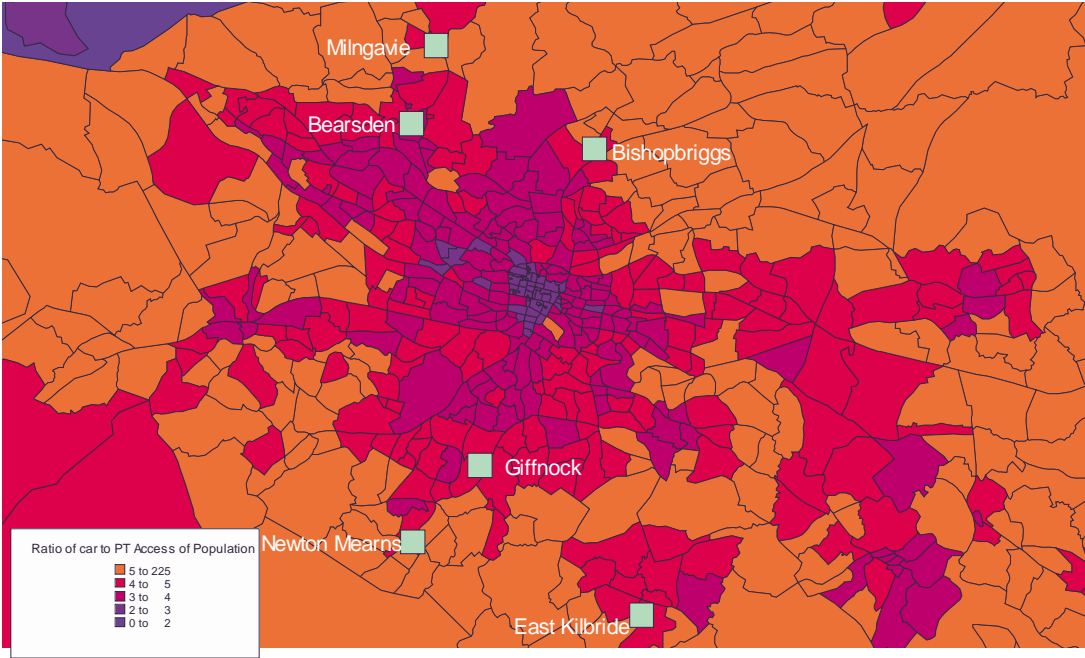 Milngavie
Bearsden
Bishopbriggs
Giffnock
Newton Mearns
East Kilbride
Ratio of car to PT Access of Population
5 to 225
4 to 5
3 to 4
2 to 3
0 to 2